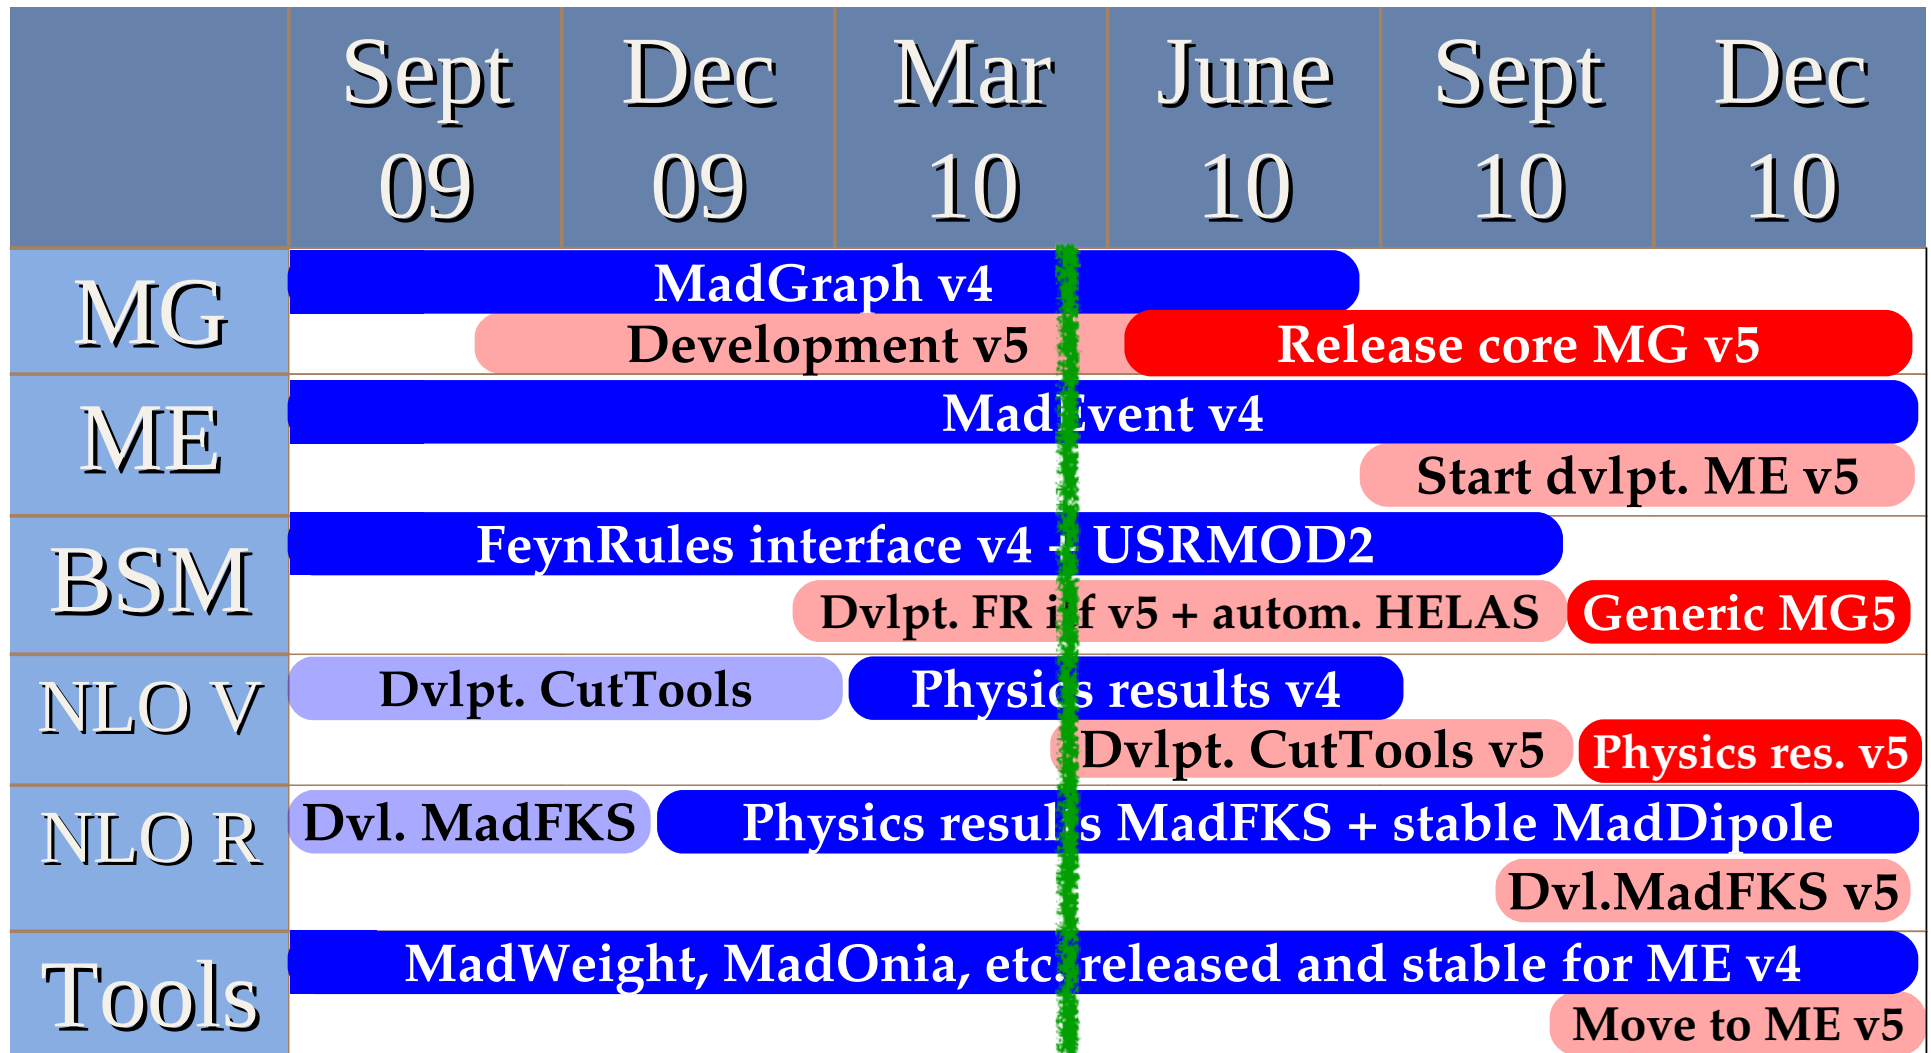 Sept 09
Dec 09
Mar 10
June 10
Sept 10
Dec 10
MG
MadGraph v4
Development v5
Release core MG v5
ME
MadEvent v4
Start dvlpt. ME v5
BSM
FeynRules interface v4 + USRMOD2
Dvlpt. FR itf v5 + autom. HELAS
Generic MG5
NLO V
Dvlpt. CutTools
Physics results v4
Dvlpt. CutTools v5
Physics res. v5
NLO R
Dvl. MadFKS
Physics results MadFKS + stable MadDipole
Dvl.MadFKS v5
Tools
MadWeight, MadOnia, etc. released and stable for ME v4
Move to ME v5